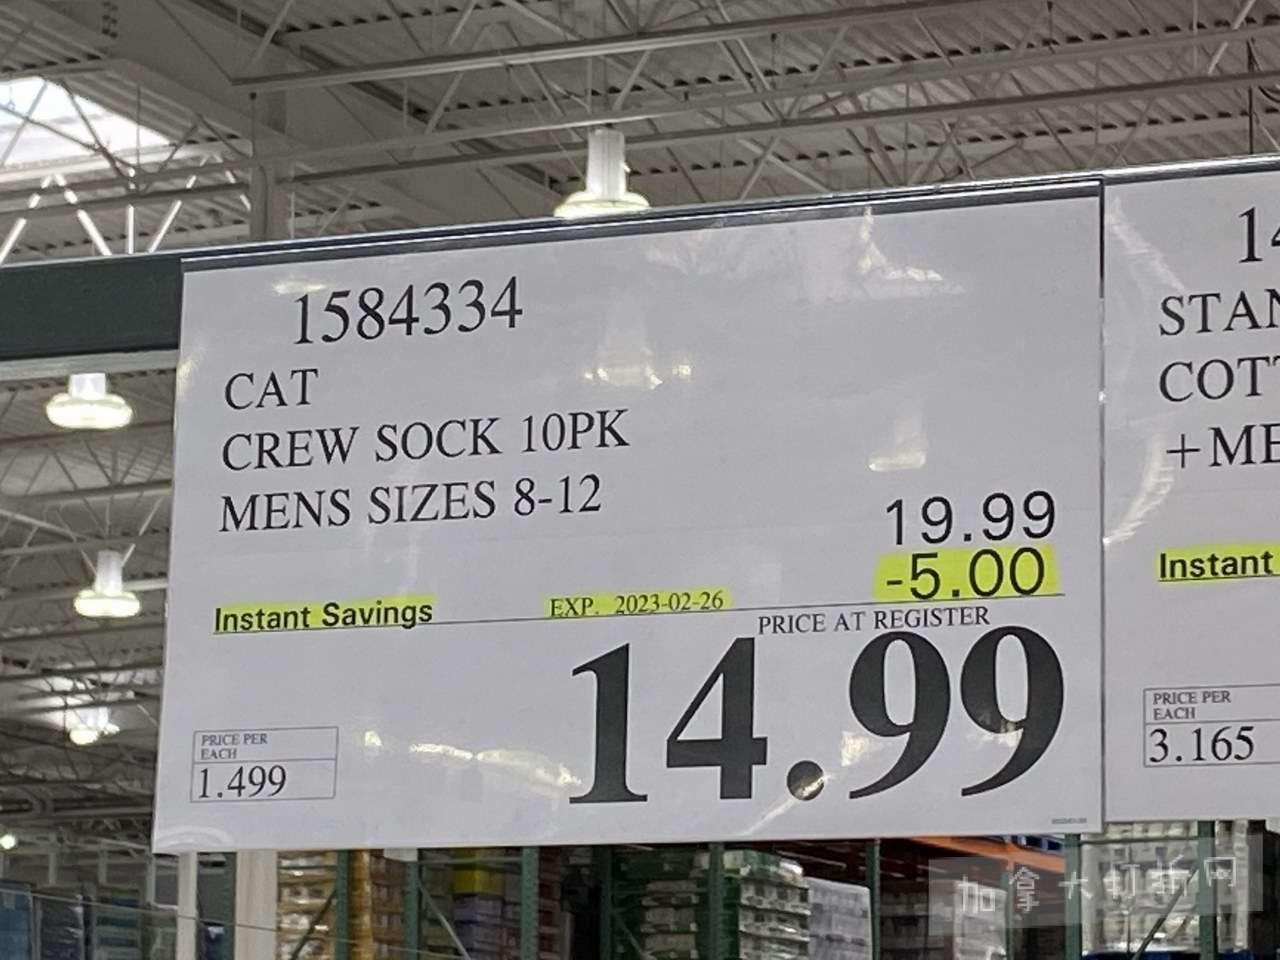 1584334
CAT
CREW SOCK 10PK
MENS SIZES 8-12
19.99
-5.00
Instant Savings
EXP. 2023-02-26
PRICE AT REGISTER
14.99
PRICE PER
EACH
1.499
14
STAN
COT
+ME
Instant
PRICE PER
EACH
3.165
加拿大打折网